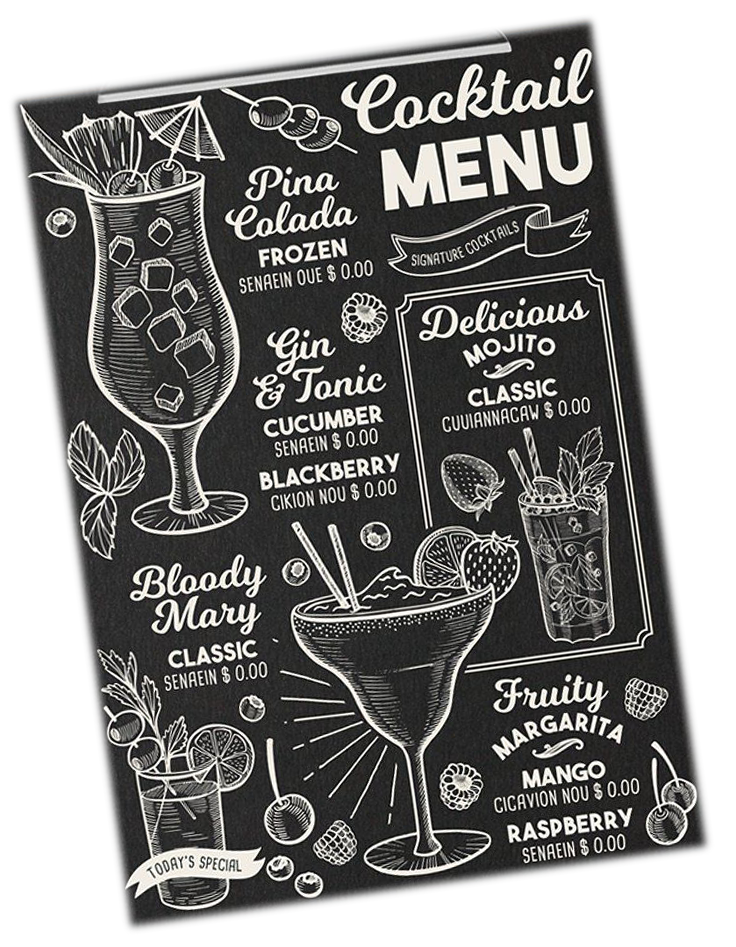 Cocktail
MENU
SIGNATURE COCKTAILS
Pina
Colada
FROZEN
SENAEIN OUE $ 0.00
Gin
& Tonic
CUCUMBER
SENAEIN $ 0.00
BLACKBERRY
CIKION NOU $ 0.00
Delicious
MOJITO
CLASSIC
CUUIANNACAW $ 0.00
Bloody
Mary
CLASSIC
SENAEIN $ 0.00
TODAY'S SPECIAL
Fruity
MARGARITA
MANGO
CICAVION NOU $ 0.00
RASPBERRY
SENAEIN $ 0.00